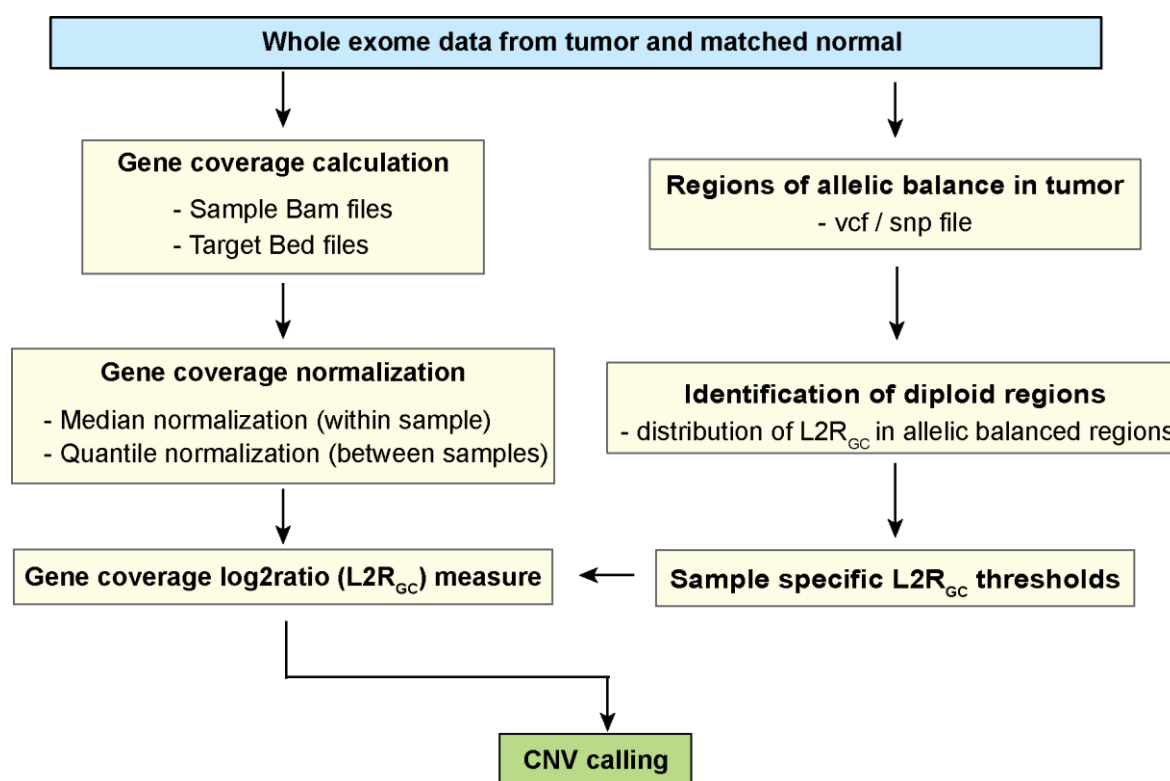 Whole exome data from tumor and matched normal
Gene coverage calculation
- Sample Bam files
- Target Bed files
Regions of allelic balance in tumor
- vcf / snp file
Gene coverage normalization
- Median normalization (within sample)
- Quantile normalization (between samples)
Identification of diploid regions
- distribution of L2RGC in allelic balanced regions
Gene coverage log2ratio (L2RGC) measure
Sample specific L2RGC thresholds
CNV calling